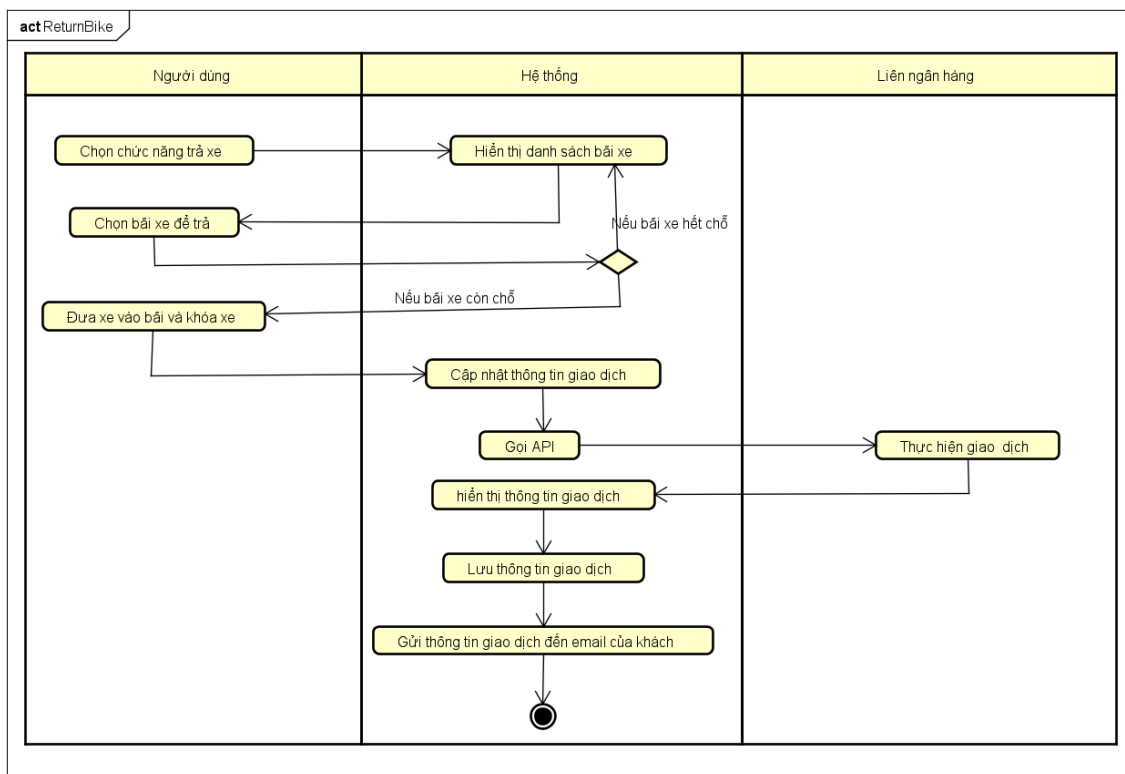 act ReturnBike
Người dùng
Hệ thống
Liên ngân hàng
Chọn chức năng trả xe
Hiển thị danh sách bãi xe
Chọn bãi xe để trả
Nếu bãi xe hết chỗ
Nếu bãi xe còn chỗ
Đưa xe vào bãi và khóa xe
Cập nhật thông tin giao dịch
Gọi API
Thực hiện giao dịch
hiển thị thông tin giao dịch
Lưu thông tin giao dịch
Gửi thông tin giao dịch đến email của khách